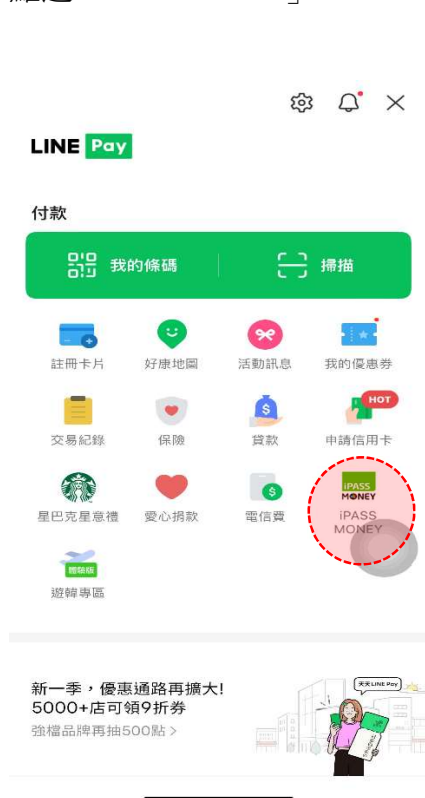 LINE Pay
付款
我的條碼
掃描
註冊卡片
好康地圖
活動訊息
我的優惠券
交易紀錄
保險
貸款
HOT
申請信用卡
星巴克星意禮
愛心捐款
電信費
iPASS
MONEY
iPASS
MONEY
體驗版
遊韓專區
新一季，優惠通路再擴大!
5000+店可領9折券
強檔品牌再抽500點 >
天天 LINE Pay